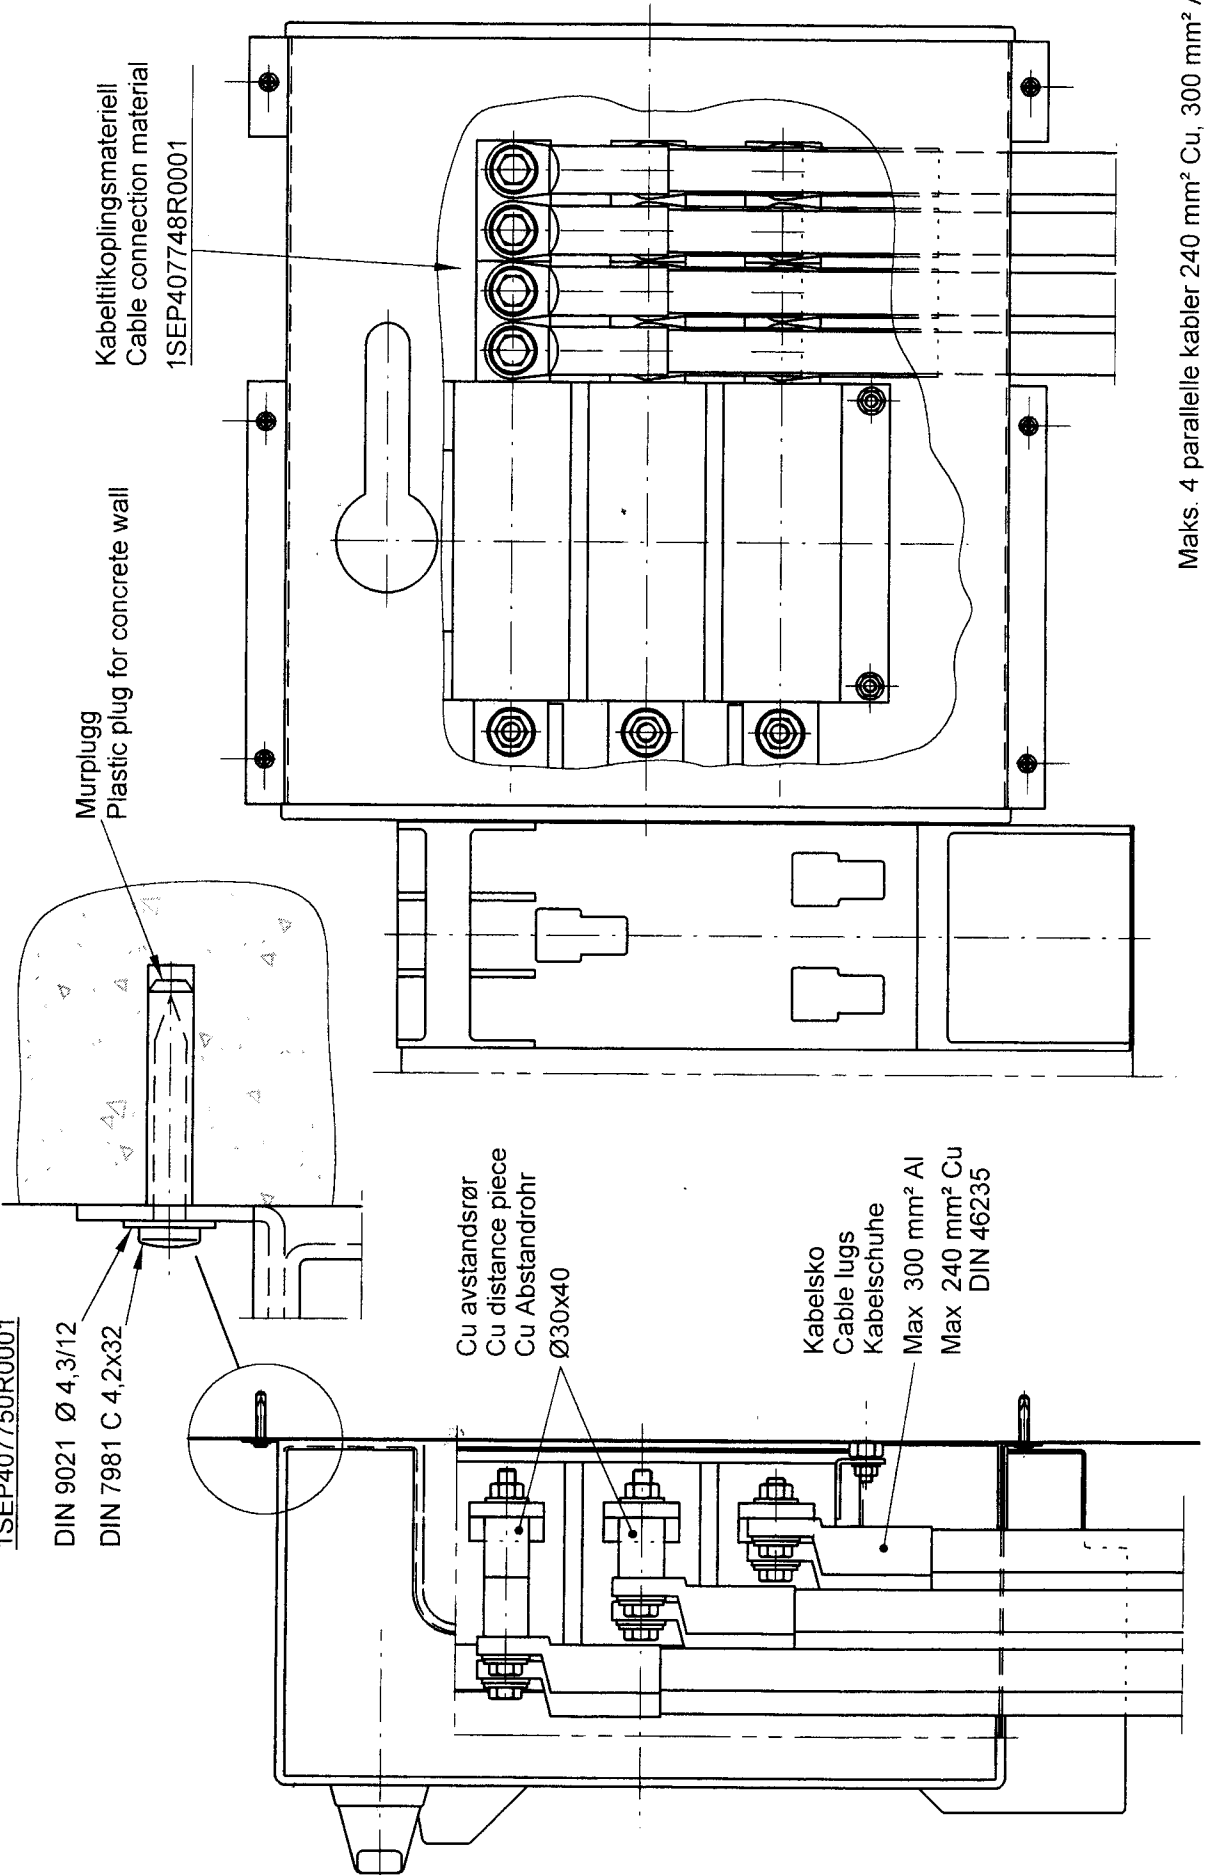 1SEP407750R0001
DIN 9021 Ø 4,3/12
DIN 7981 C 4,2x32
Murplugg
Plastic plug for concrete wall
Kabeltilkoplingsmateriell
Cable connection material
1SEP407748R0001
Cu avstandsrør
Cu distance piece
Cu Abstandrohr
Ø30x40
Kabelsko
Cable lugs
Kabelschuhe
Max 300 mm² Al
Max 240 mm² Cu
DIN 46235
Maks. 4 parallelle kabler 240 mm² Cu, 300 mm²